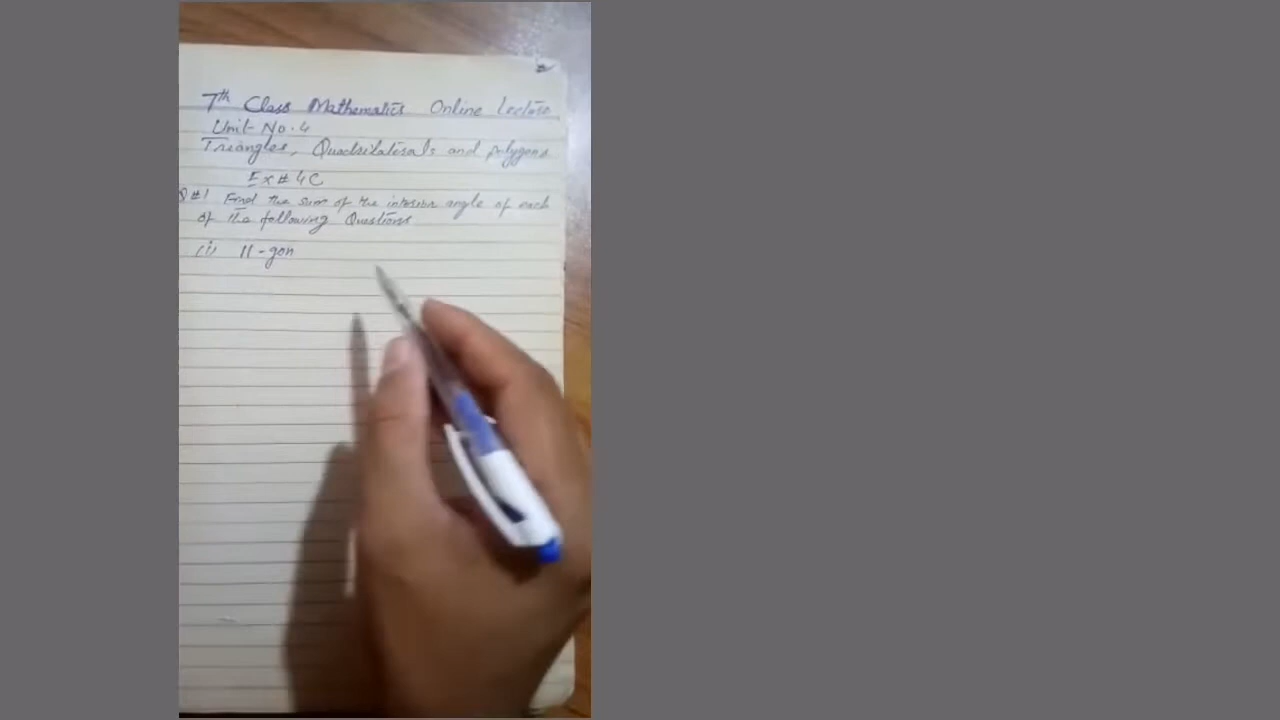 7th Class Mathematics Online Lecture
Unit No. 4
Triangles, Quadrilaterals and polygons
Ex # 4C
Q#1 Find the sum of the interior angle of each
of the following Questions
(i) 11-gon